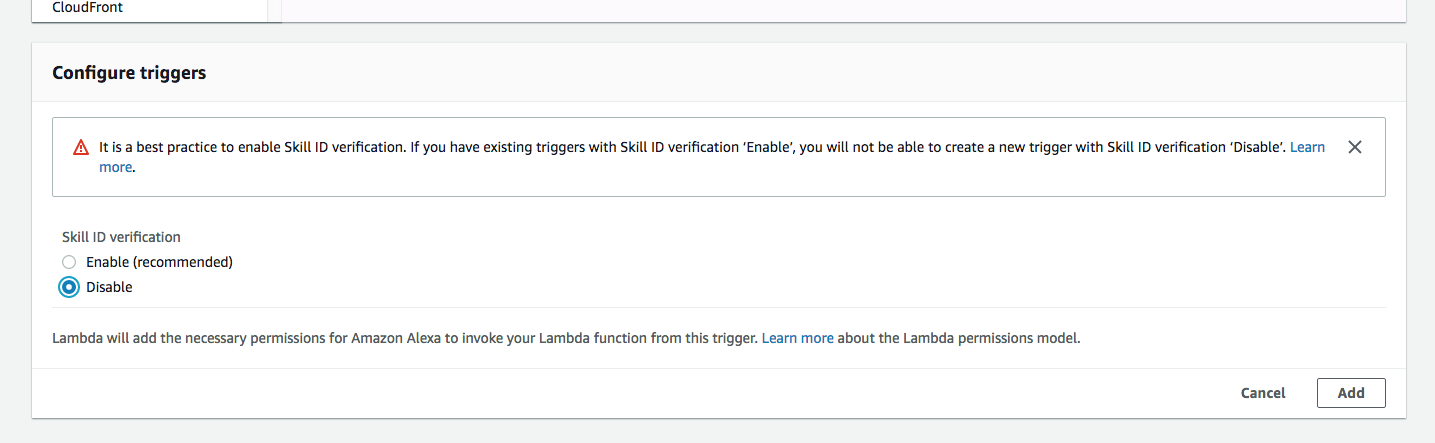 CloudFront
Configure triggers
It is a best practice to enable Skill ID verification. If you have existing triggers with Skill ID verification ‘Enable’, you will not be able to create a new trigger with Skill ID verification ‘Disable’. Learn
more.
Skill ID verification
Enable (recommended)
Disable
Lambda will add the necessary permissions for Amazon Alexa to invoke your Lambda function from this trigger. Learn more about the Lambda permissions model.
Cancel Add